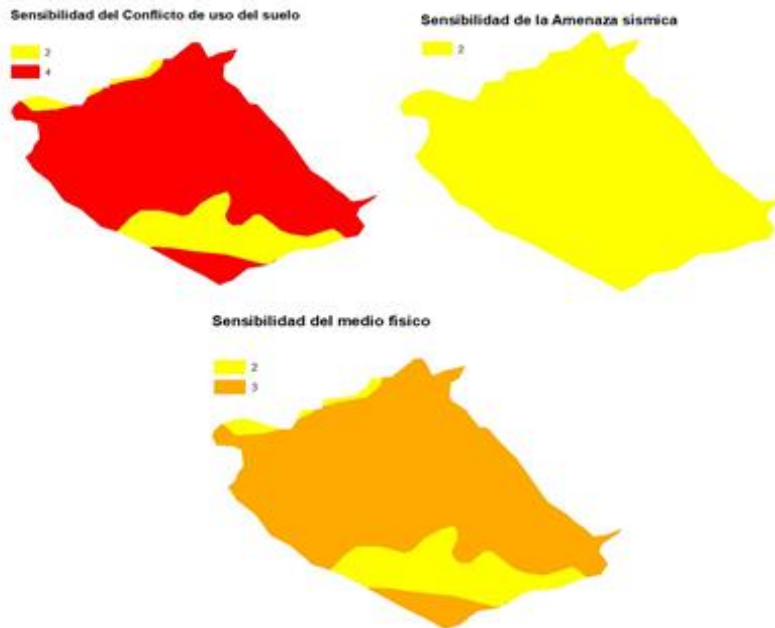 Sensibilidad del Conflicto de uso del suelo
2
4
Sensibilidad de la Amenaza sismica
2
Sensibilidad del medio fisico
2
3